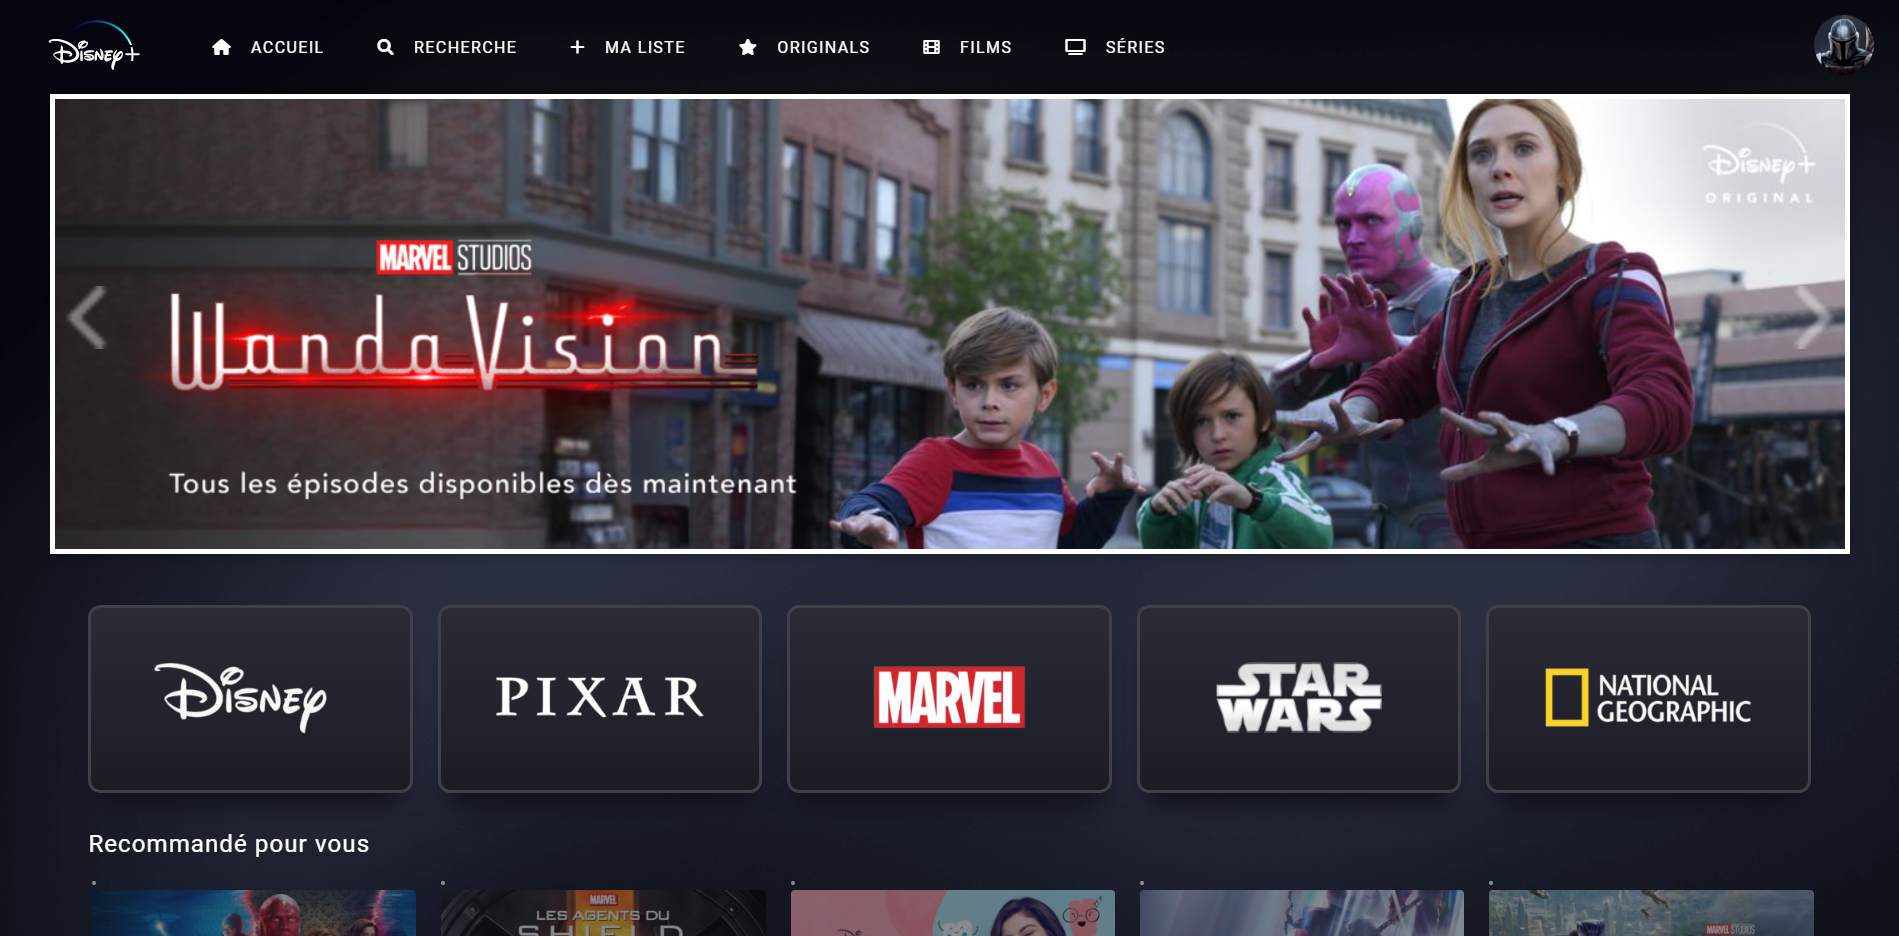 Disney+
ACCUEIL
RECHERCHE
MA LISTE
ORIGINALS
FILMS
SÉRIES
Disney+
ORIGINAL
MARVEL STUDIOS
WandaVision
Tous les épisodes disponibles dès maintenant
Disney
PIXAR
MARVEL
STAR
WARS
NATIONAL
GEOGRAPHIC
Recommandé pour vous
MARVEL
LES AGENTS DU
SHIELD
MARVEL STUDIOS